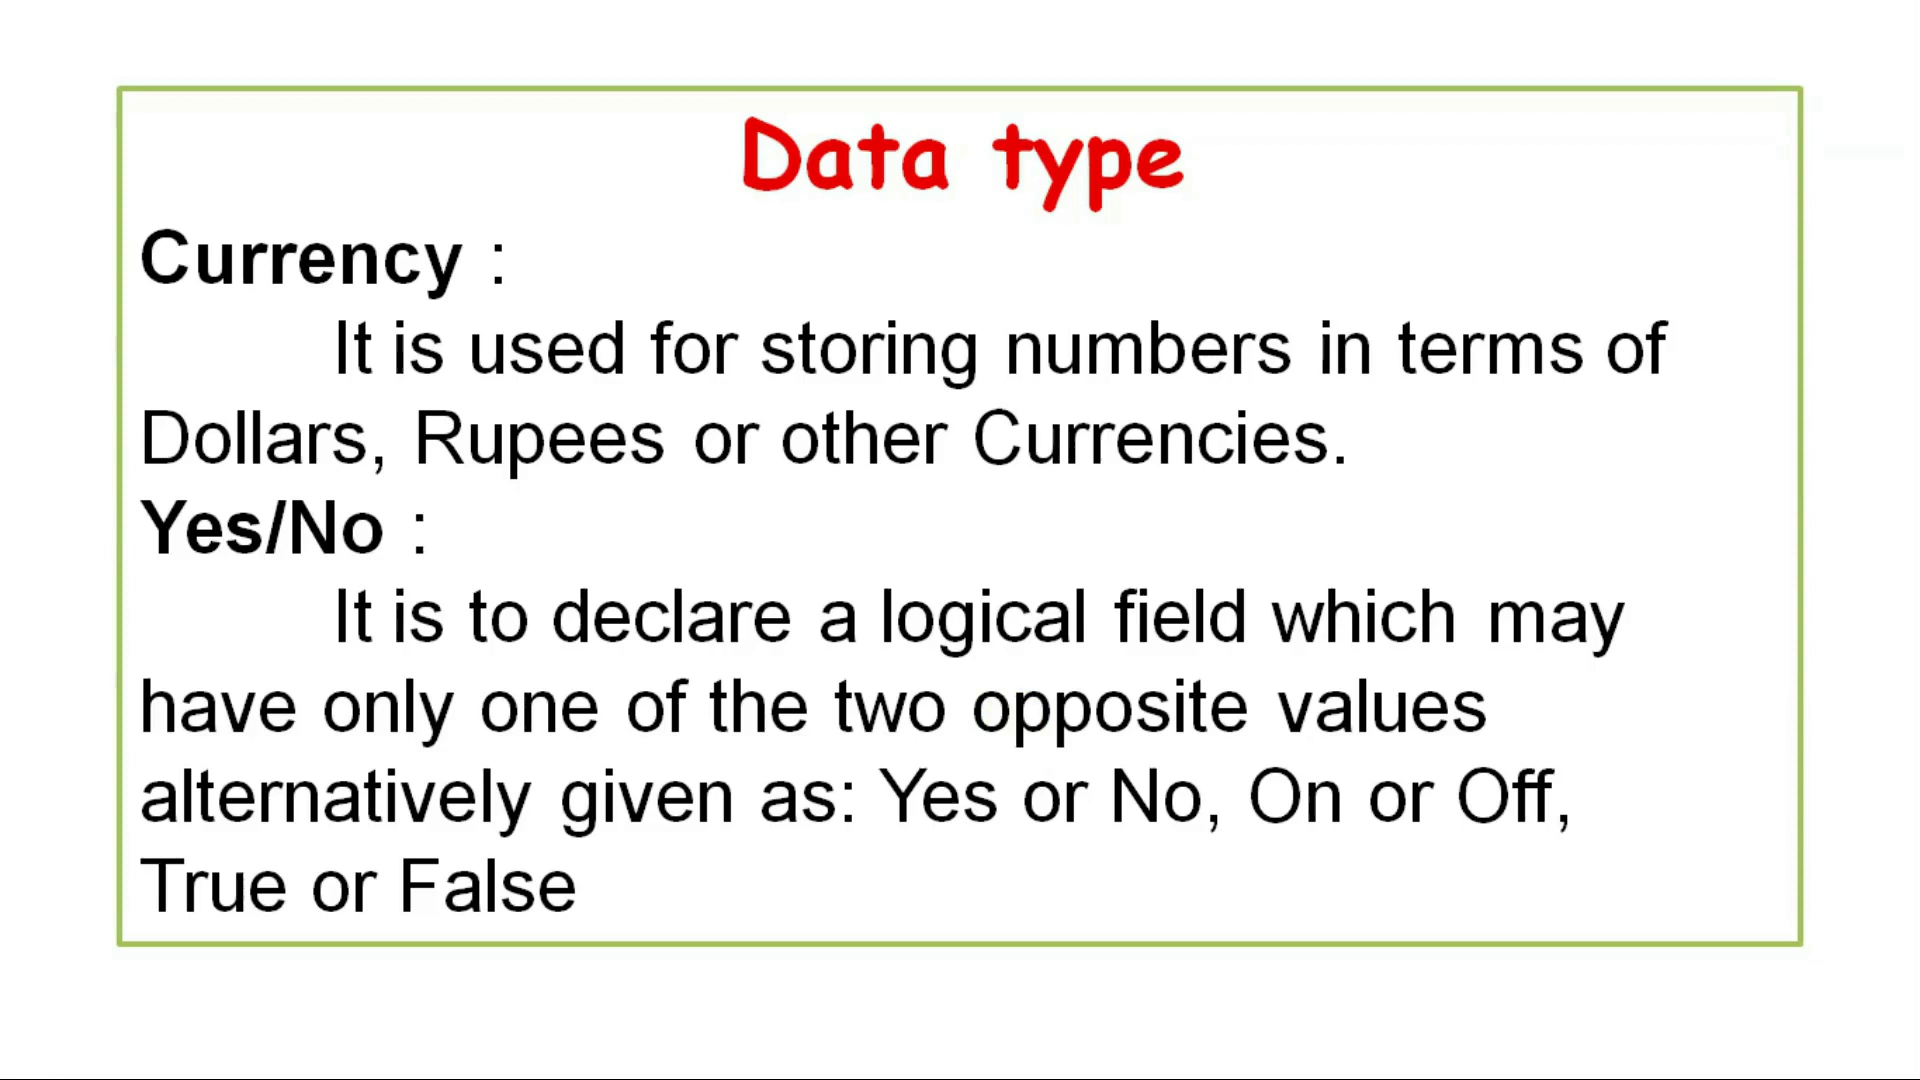 Data type
Currency :
It is used for storing numbers in terms of
Dollars, Rupees or other Currencies.
Yes/No :
It is to declare a logical field which may
have only one of the two opposite values
alternatively given as: Yes or No, On or Off,
True or False